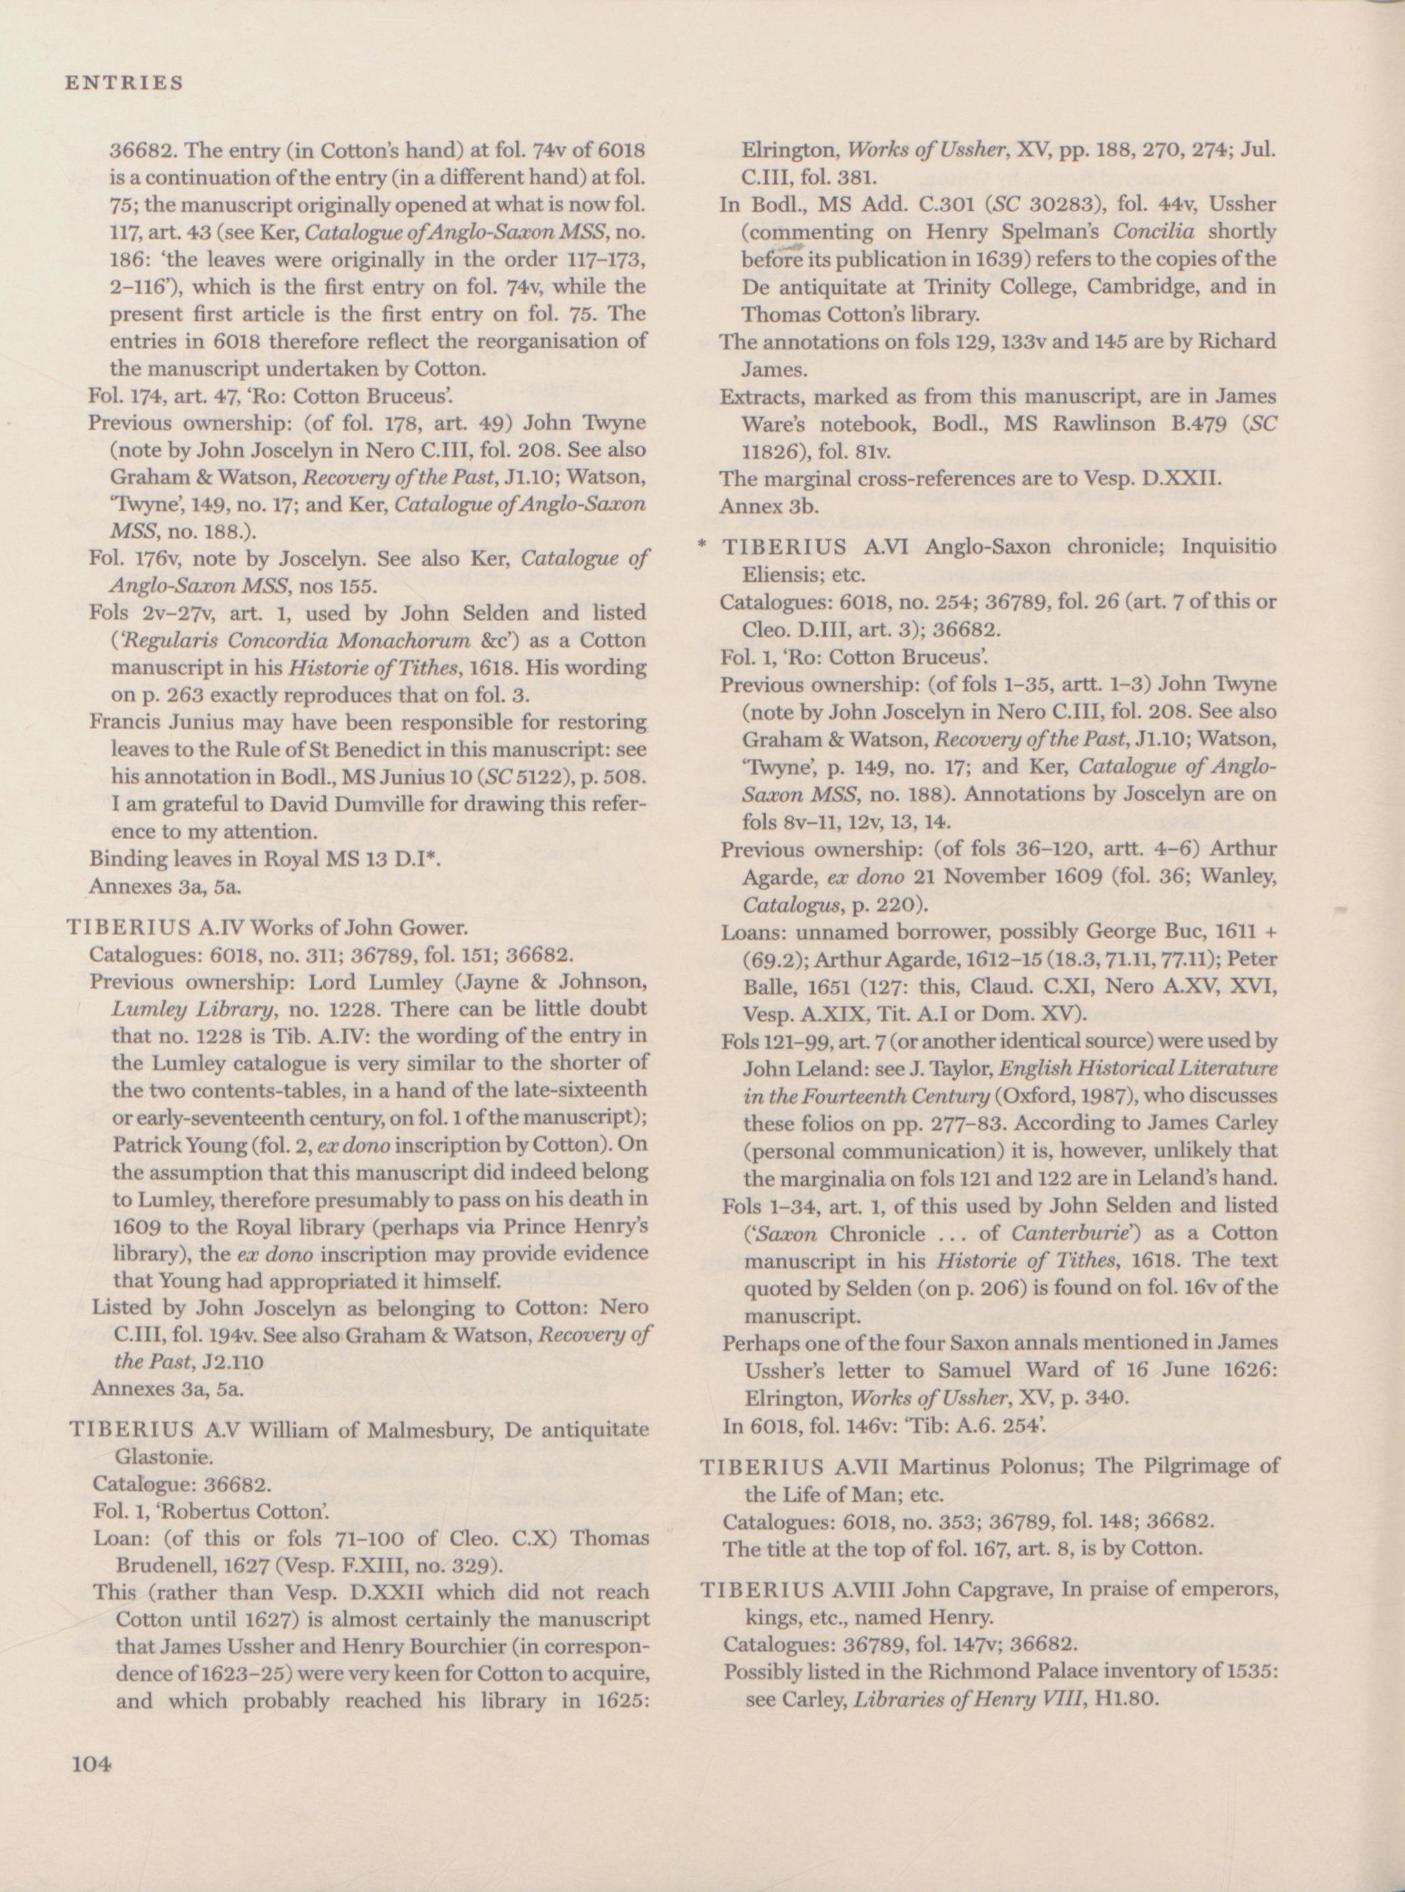 ENTRIES
36682. The entry (in Cotton's hand) at fol. 74v of 6018
is a continuation of the entry (in a different hand) at fol.
75; the manuscript originally opened at what is now fol.
117, art. 43 (see Ker, Catalogue of Anglo-Saxon MSS, no.
186: 'the leaves were originally in the order 117–173,
2–116'), which is the first entry on fol. 74v, while the
present first article is the first entry on fol. 75. The
entries in 6018 therefore reflect the reorganisation of
the manuscript undertaken by Cotton.
Fol. 174, art. 47, 'Ro: Cotton Bruceus'.
Previous ownership: (of fol. 178, art. 49) John Twyne
(note by John Joscelyn in Nero C.III, fol. 208. See also
Graham & Watson, Recovery of the Past, J1.10; Watson,
'Twyne', 149, no. 17; and Ker, Catalogue of Anglo-Saxon
MSS, no. 188.).
Fol. 176v, note by Joscelyn. See also Ker, Catalogue of
Anglo-Saxon MSS, nos 155.
Fols 2v–27v, art. 1, used by John Selden and listed
('Regularis Concordia Monachorum &c') as a Cotton
manuscript in his Historie of Tithes, 1618. His wording
on p. 263 exactly reproduces that on fol. 3.
Francis Junius may have been responsible for restoring
leaves to the Rule of St Benedict in this manuscript: see
his annotation in Bodl., MS Junius 10 (SC 5122), p. 508.
I am grateful to David Dumville for drawing this refer-
ence to my attention.
Binding leaves in Royal MS 13 D.I*.
Annexes 3a, 5a.
TIBERIUS A.IV Works of John Gower.
Catalogues: 6018, no. 311; 36789, fol. 151; 36682.
Previous ownership: Lord Lumley (Jayne & Johnson,
Lumley Library, no. 1228. There can be little doubt
that no. 1228 is Tib. A.IV: the wording of the entry in
the Lumley catalogue is very similar to the shorter of
the two contents-tables, in a hand of the late-sixteenth
or early-seventeenth century, on fol. 1 of the manuscript);
Patrick Young (fol. 2, ex dono inscription by Cotton). On
the assumption that this manuscript did indeed belong
to Lumley, therefore presumably to pass on his death in
1609 to the Royal library (perhaps via Prince Henry's
library), the ex dono inscription may provide evidence
that Young had appropriated it himself.
Listed by John Joscelyn as belonging to Cotton: Nero
C.III, fol. 194v. See also Graham & Watson, Recovery of
the Past, J2.110
Annexes 3a, 5a.
TIBERIUS A.V William of Malmesbury, De antiquitate
Glastonie.
Catalogue: 36682.
Fol. 1, 'Robertus Cotton'.
Loan: (of this or fols 71–100 of Cleo. C.X) Thomas
Brudenell, 1627 (Vesp. F.XIII, no. 329).
This (rather than Vesp. D.XXII which did not reach
Cotton until 1627) is almost certainly the manuscript
that James Ussher and Henry Bourchier (in correspon-
dence of 1623–25) were very keen for Cotton to acquire,
and which probably reached his library in 1625:
Elrington, Works of Ussher, XV, pp. 188, 270, 274; Jul.
C.III, fol. 381.
In Bodl., MS Add. C.301 (SC 30283), fol. 44v, Ussher
(commenting on Henry Spelman's Concilia shortly
before its publication in 1639) refers to the copies of the
De antiquitate at Trinity College, Cambridge, and in
Thomas Cotton's library.
The annotations on fols 129, 133v and 145 are by Richard
James.
Extracts, marked as from this manuscript, are in James
Ware's notebook, Bodl., MS Rawlinson B.479 (SC
11826), fol. 81v.
The marginal cross-references are to Vesp. D.XXII.
Annex 3b.
* TIBERIUS A.VI Anglo-Saxon chronicle; Inquisitio
Eliensis; etc.
Catalogues: 6018, no. 254; 36789, fol. 26 (art. 7 of this or
Cleo. D.III, art. 3); 36682.
Fol. 1, 'Ro: Cotton Bruceus'.
Previous ownership: (of fols 1–35, artt. 1–3) John Twyne
(note by John Joscelyn in Nero C.III, fol. 208. See also
Graham & Watson, Recovery of the Past, J1.10; Watson,
'Twyne', p. 149, no. 17; and Ker, Catalogue of Anglo-
Saxon MSS, no. 188). Annotations by Joscelyn are on
fols 8v–11, 12v, 13, 14.
Previous ownership: (of fols 36–120, artt. 4–6) Arthur
Agarde, ex dono 21 November 1609 (fol. 36; Wanley,
Catalogus, p. 220).
Loans: unnamed borrower, possibly George Buc, 1611 +
(69.2); Arthur Agarde, 1612–15 (18.3, 71.11, 77.11); Peter
Balle, 1651 (127: this, Claud. C.XI, Nero A.XV, XVI,
Vesp. A.XIX, Tit. A.I or Dom. XV).
Fols 121–99, art. 7 (or another identical source) were used by
John Leland: see J. Taylor, English Historical Literature
in the Fourteenth Century (Oxford, 1987), who discusses
these folios on pp. 277–83. According to James Carley
(personal communication) it is, however, unlikely that
the marginalia on fols 121 and 122 are in Leland's hand.
Fols 1–34, art. 1, of this used by John Selden and listed
('Saxon Chronicle ... of Canterburie') as a Cotton
manuscript in his Historie of Tithes, 1618. The text
quoted by Selden (on p. 206) is found on fol. 16v of the
manuscript.
Perhaps one of the four Saxon annals mentioned in James
Ussher's letter to Samuel Ward of 16 June 1626:
Elrington, Works of Ussher, XV, p. 340.
In 6018, fol. 146v: 'Tib: A.6. 254'.
TIBERIUS A.VII Martinus Polonus; The Pilgrimage of
the Life of Man; etc.
Catalogues: 6018, no. 353; 36789, fol. 148; 36682.
The title at the top of fol. 167, art. 8, is by Cotton.
TIBERIUS A.VIII John Capgrave, In praise of emperors,
kings, etc., named Henry.
Catalogues: 36789, fol. 147v; 36682.
Possibly listed in the Richmond Palace inventory of 1535:
see Carley, Libraries of Henry VIII, H1.80.
104